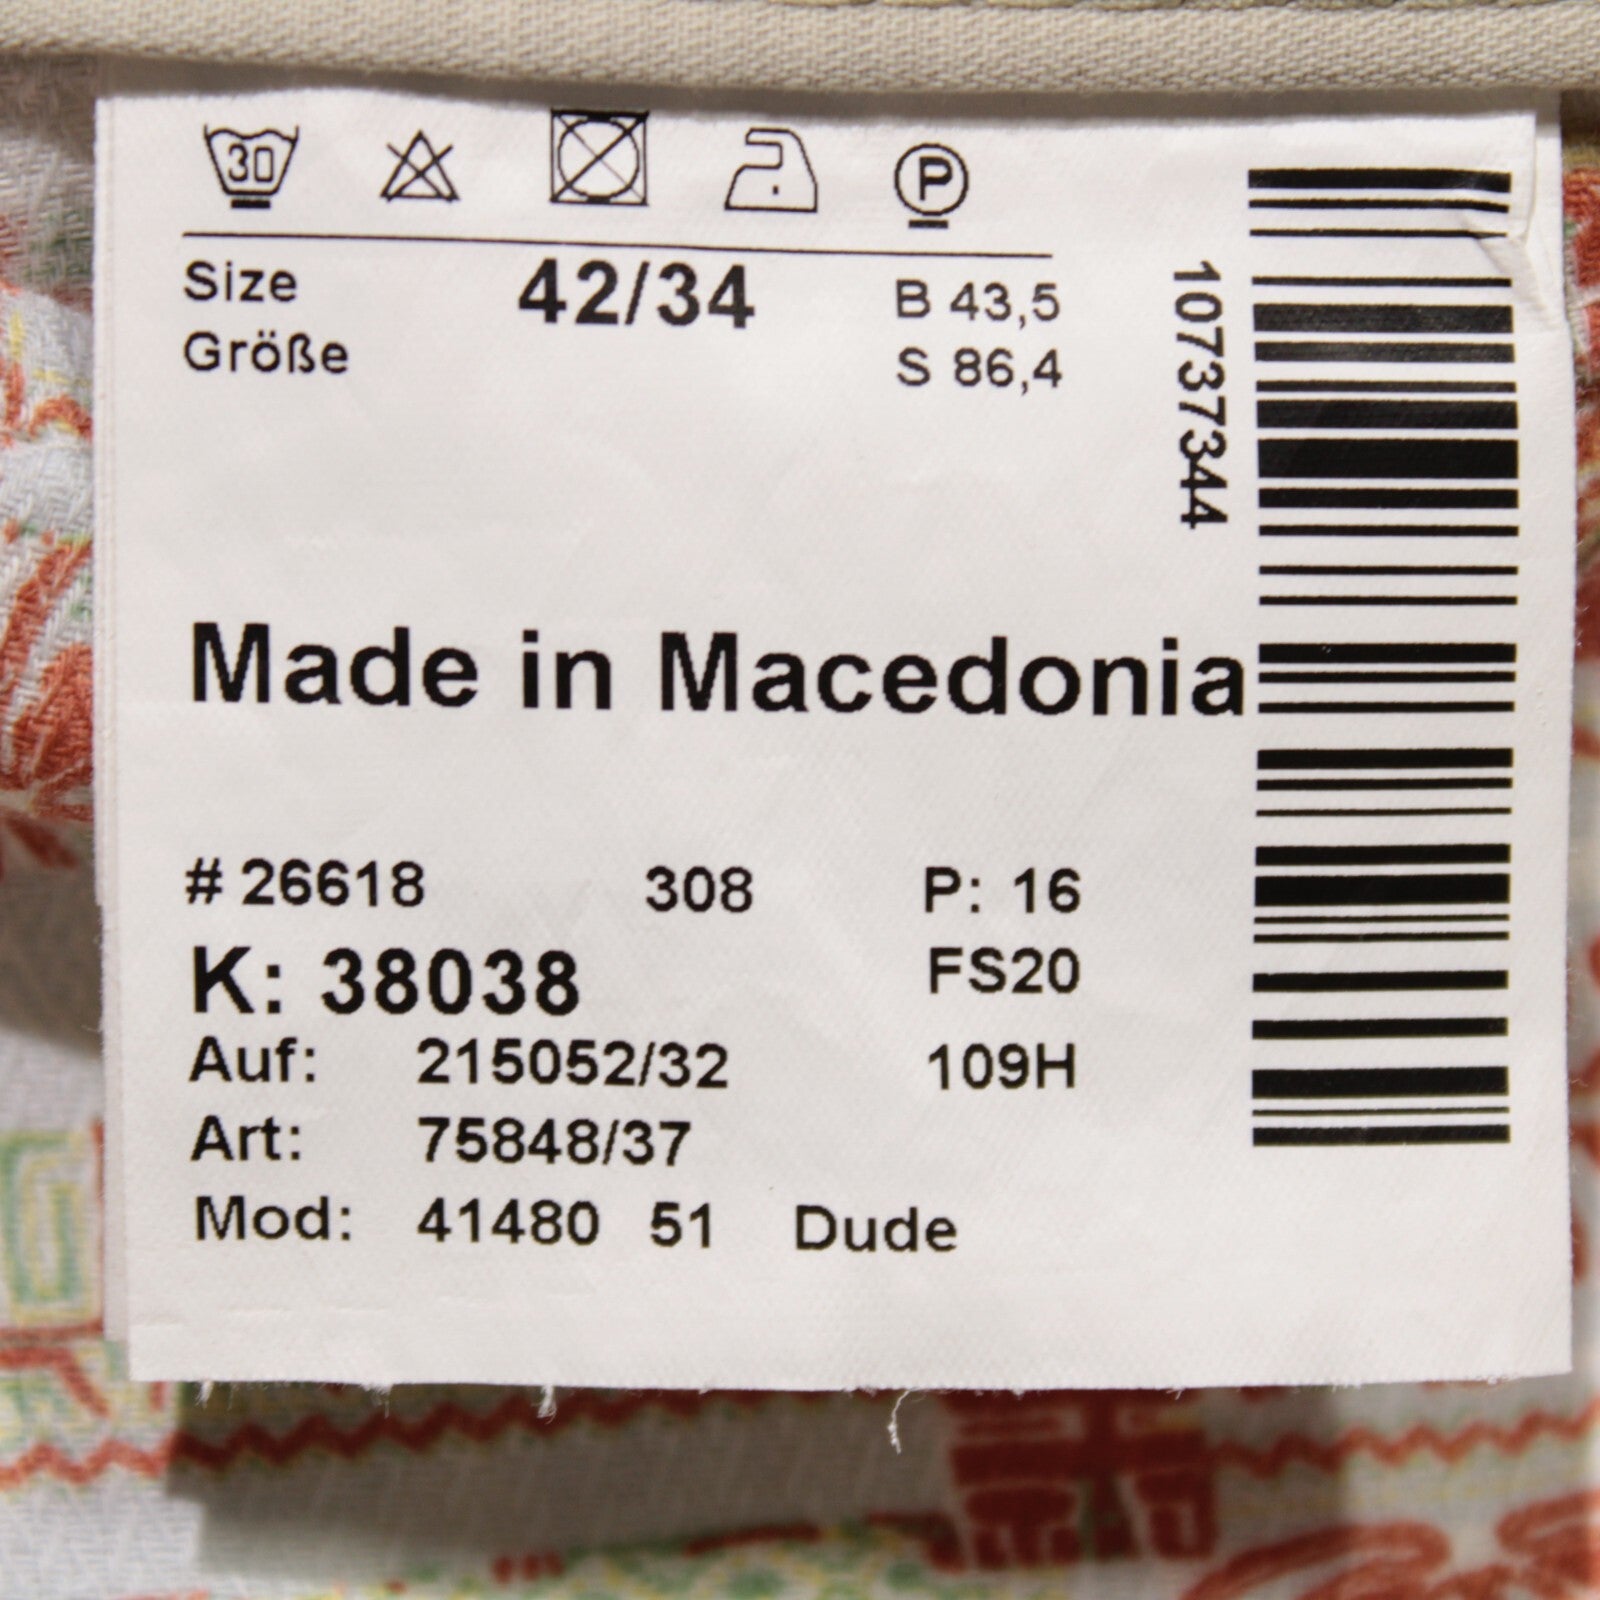 30
P
Size 42/34 B 43,5
Größe S 86,4
10737344
Made in Macedonia
# 26618 308 P: 16
K: 38038 FS20
Auf: 215052/32 109H
Art: 75848/37
Mod: 41480 51 Dude